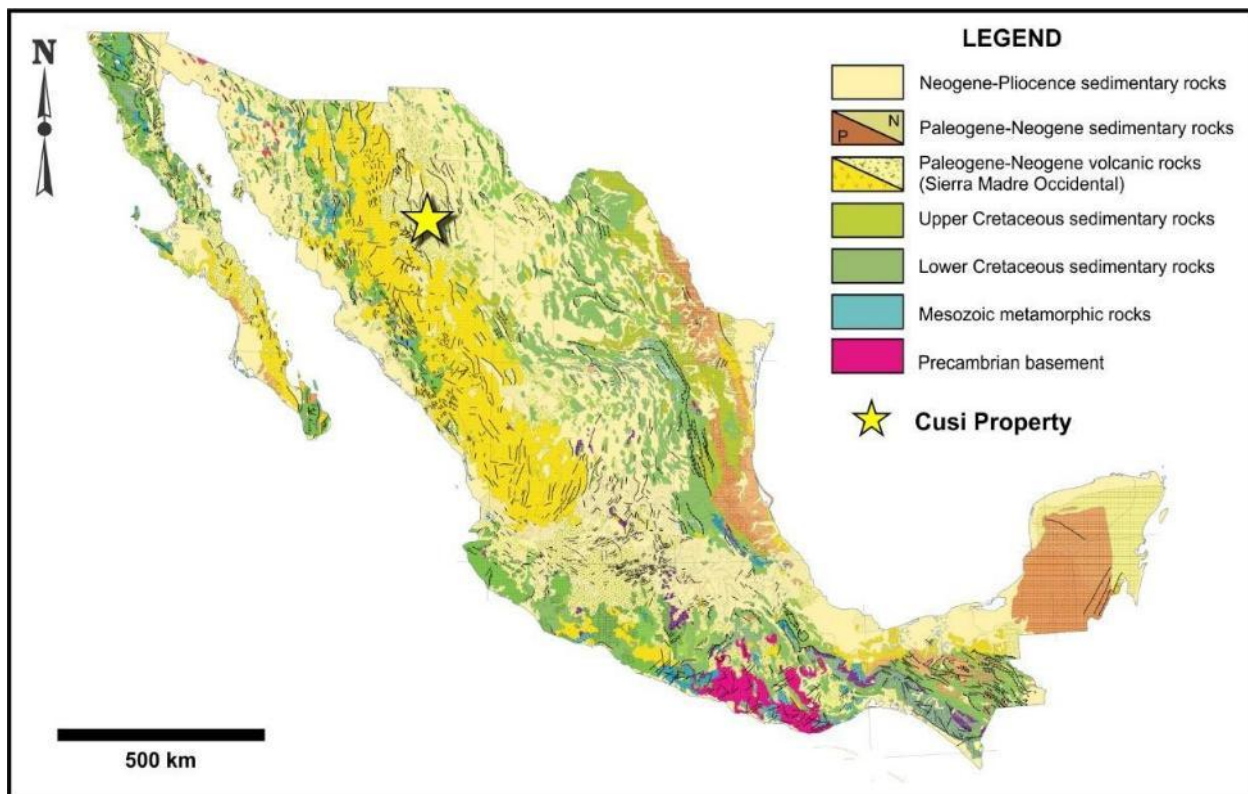 N
LEGEND
Neogene-Pliocence sedimentary rocks
P N
Paleogene-Neogene sedimentary rocks
Paleogene-Neogene volcanic rocks
(Sierra Madre Occidental)
Upper Cretaceous sedimentary rocks
Lower Cretaceous sedimentary rocks
Mesozoic metamorphic rocks
Precambrian basement
Cusi Property
500 km